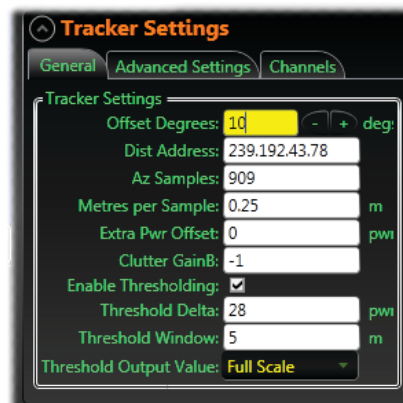 Tracker Settings
General Advanced Settings Channels
Tracker Settings
Offset Degrees: 10 - + degs
Dist Address: 239.192.43.78
Az Samples: 909
Metres per Sample: 0.25 m
Extra Pwr Offset: 0
Clutter GainB: -1
Enable Thresholding:
Threshold Delta: 28
Threshold Window: 5 m
Threshold Output Value: Full Scale